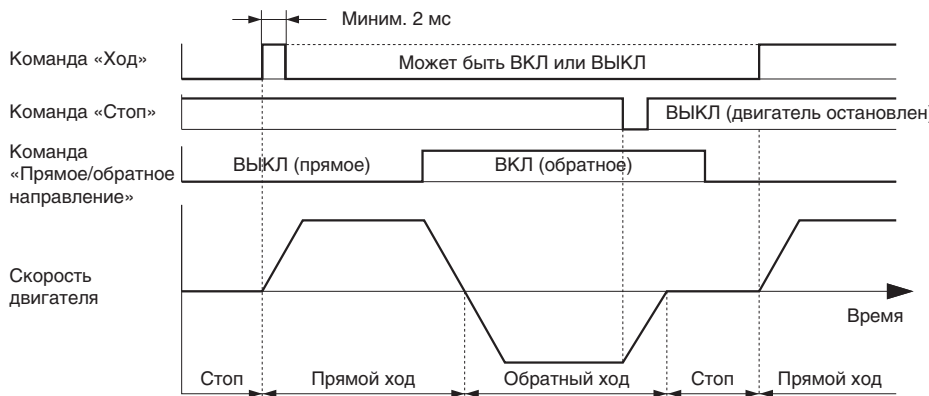 Миним. 2 мс
Команда «Ход»
Может быть ВКЛ или ВЫКЛ
Команда «Стоп»
ВЫКЛ (двигатель остановлен)
Команда
«Прямое/обратное
направление»
ВЫКЛ (прямое)
ВКЛ (обратное)
Скорость
двигателя
Время
Стоп
Прямой ход
Обратный ход
Стоп
Прямой ход